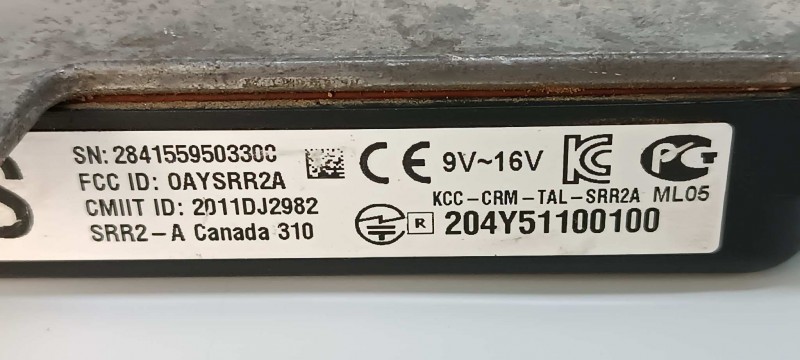 SN: 2841559503300
FCC ID: OAYSRR2A
CMIIT ID: 2011DJ2982
SRR2-A Canada 310
CE 9V~16V
KCC-CRM-TAL-SRR2A ML05
R 204Y51100100